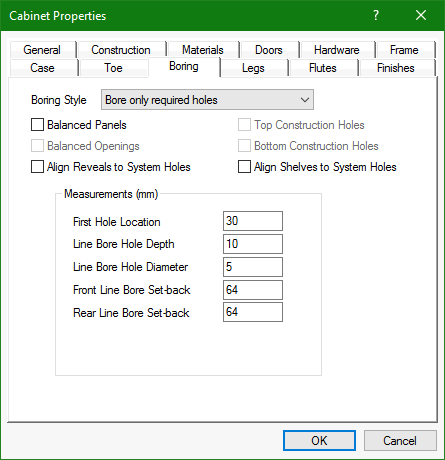 Cabinet Properties
General Construction Materials Doors Hardware Frame
Case Toe Boring Legs Flutes Finishes
Boring Style Bore only required holes
Balanced Panels Top Construction Holes
Balanced Openings Bottom Construction Holes
Align Reveals to System Holes Align Shelves to System Holes
Measurements (mm)
First Hole Location 30
Line Bore Hole Depth 10
Line Bore Hole Diameter 5
Front Line Bore Set-back 64
Rear Line Bore Set-back 64
OK Cancel